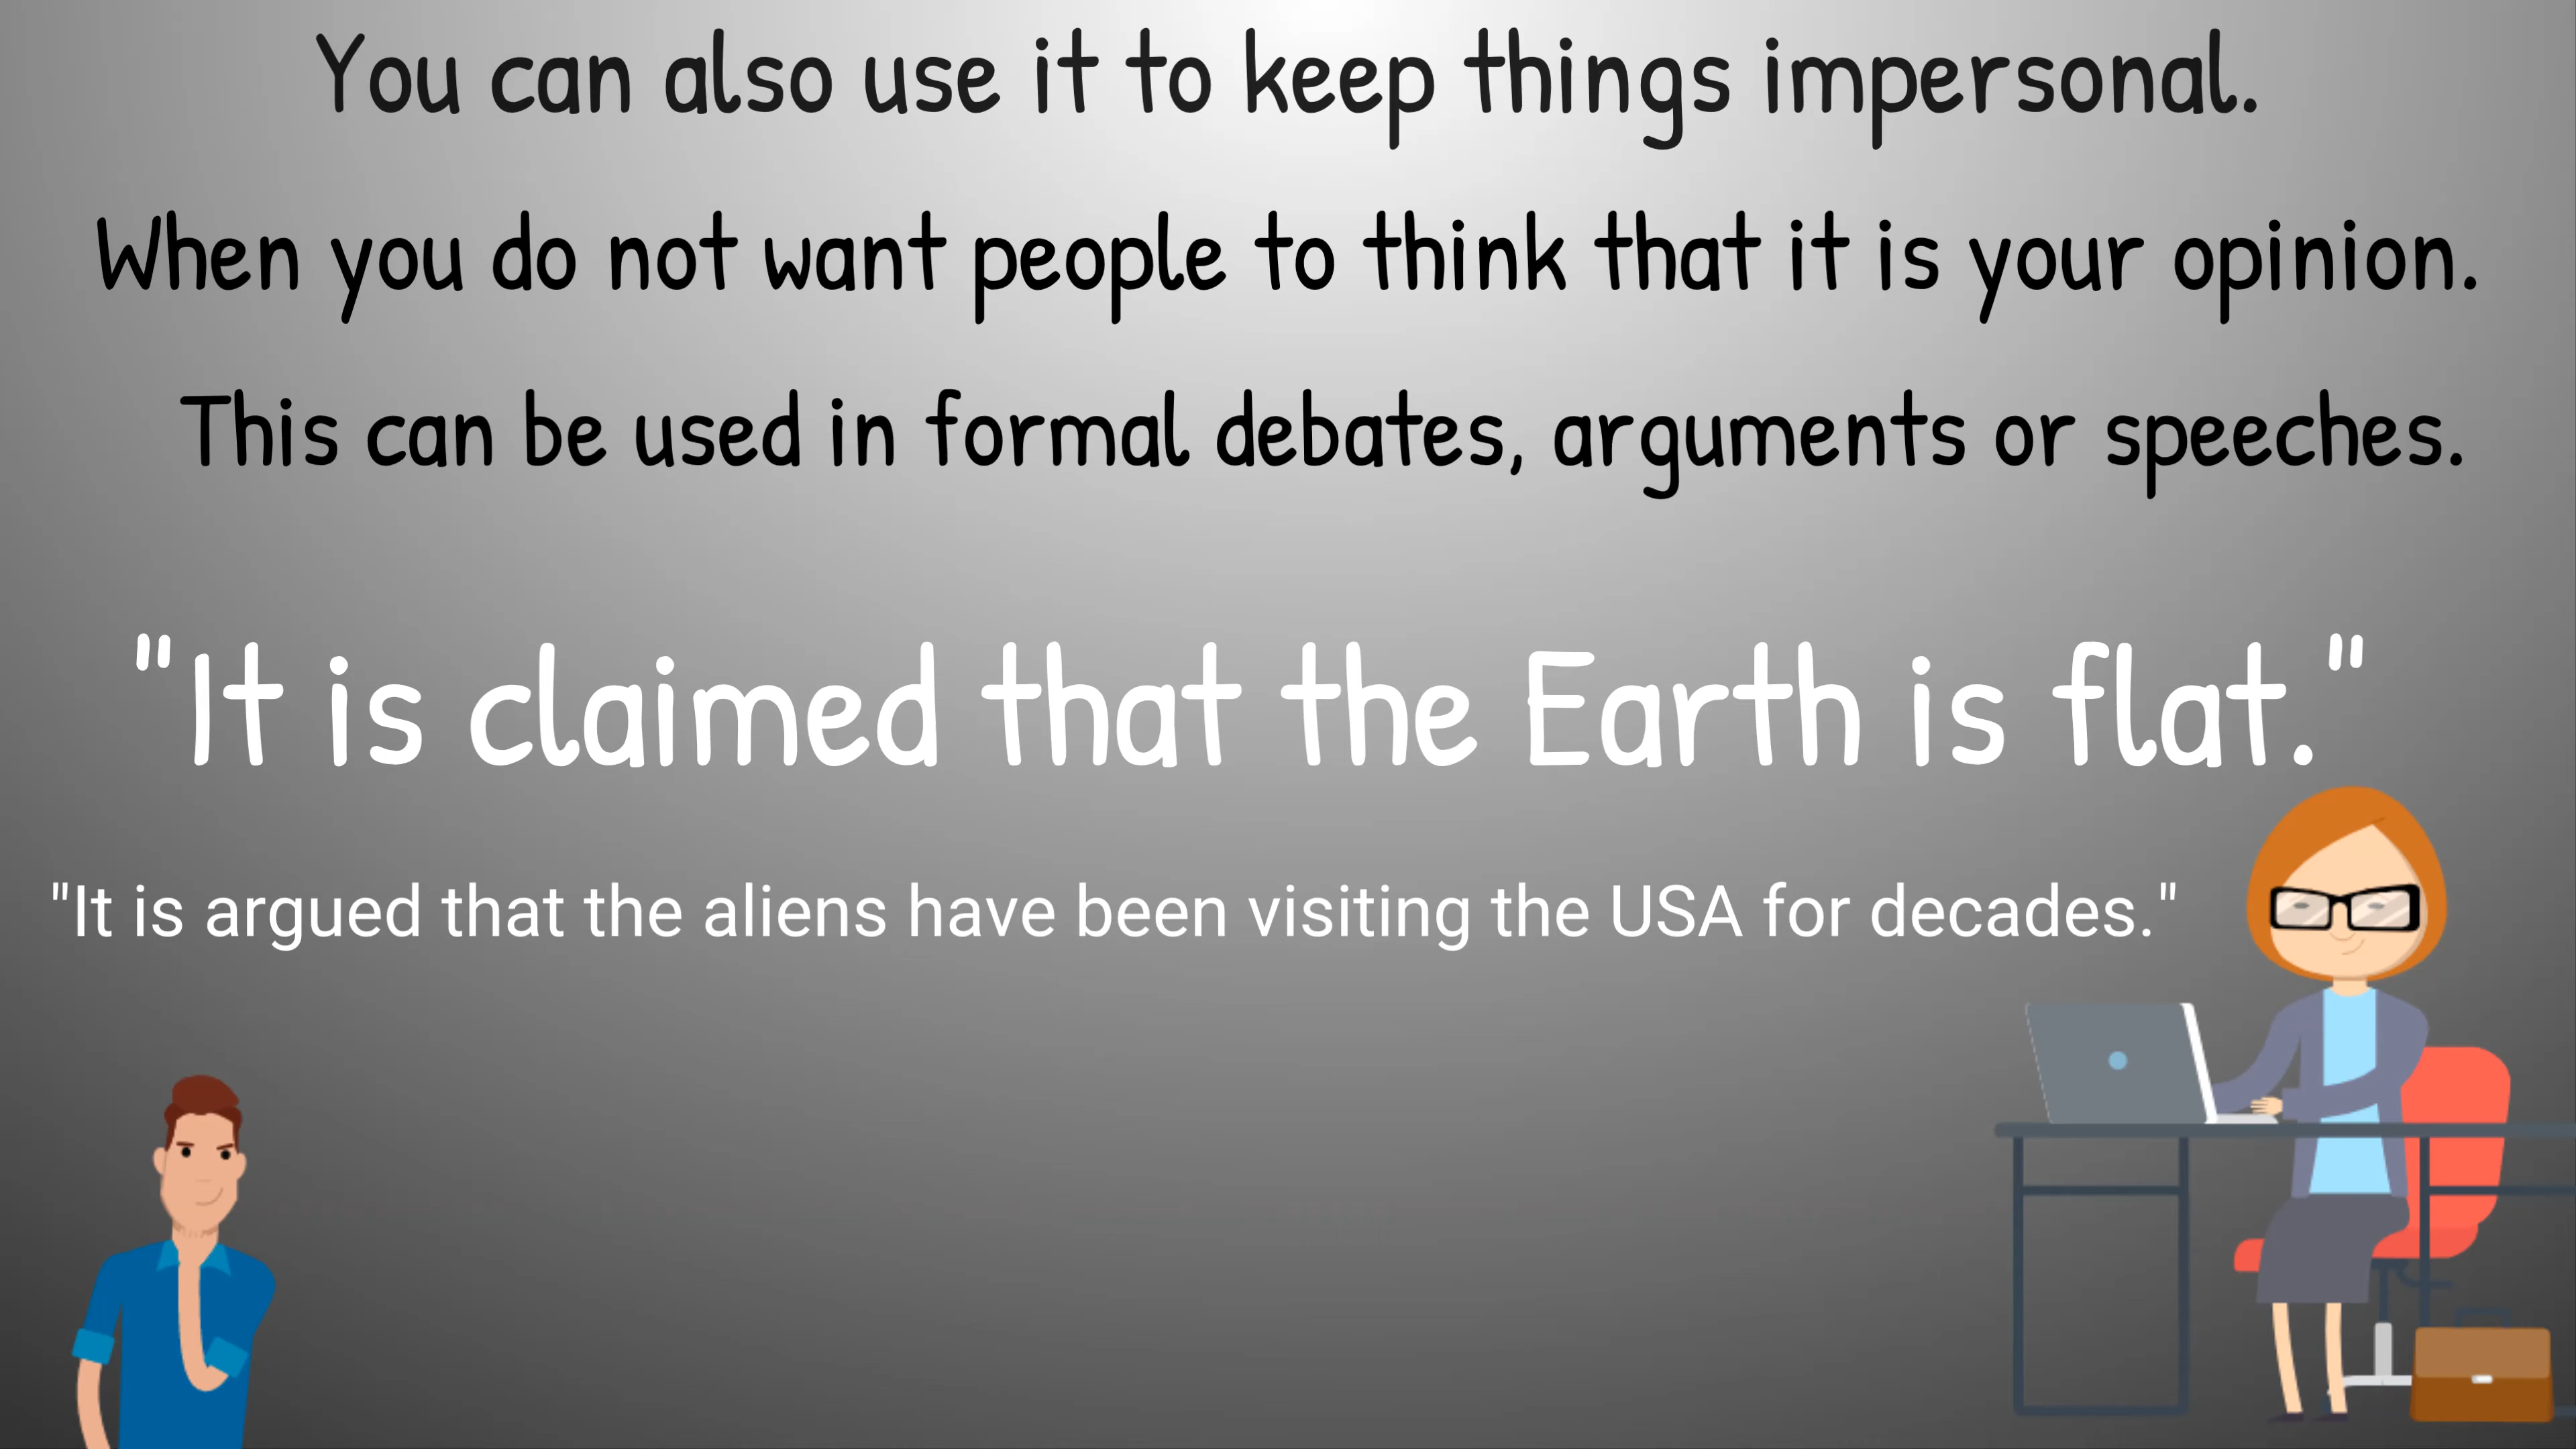 You can also use it to keep things impersonal.
When you do not want people to think that it is your opinion.
This can be used in formal debates, arguments or speeches.
"It is claimed that the Earth is flat."
"It is argued that the aliens have been visiting the USA for decades."